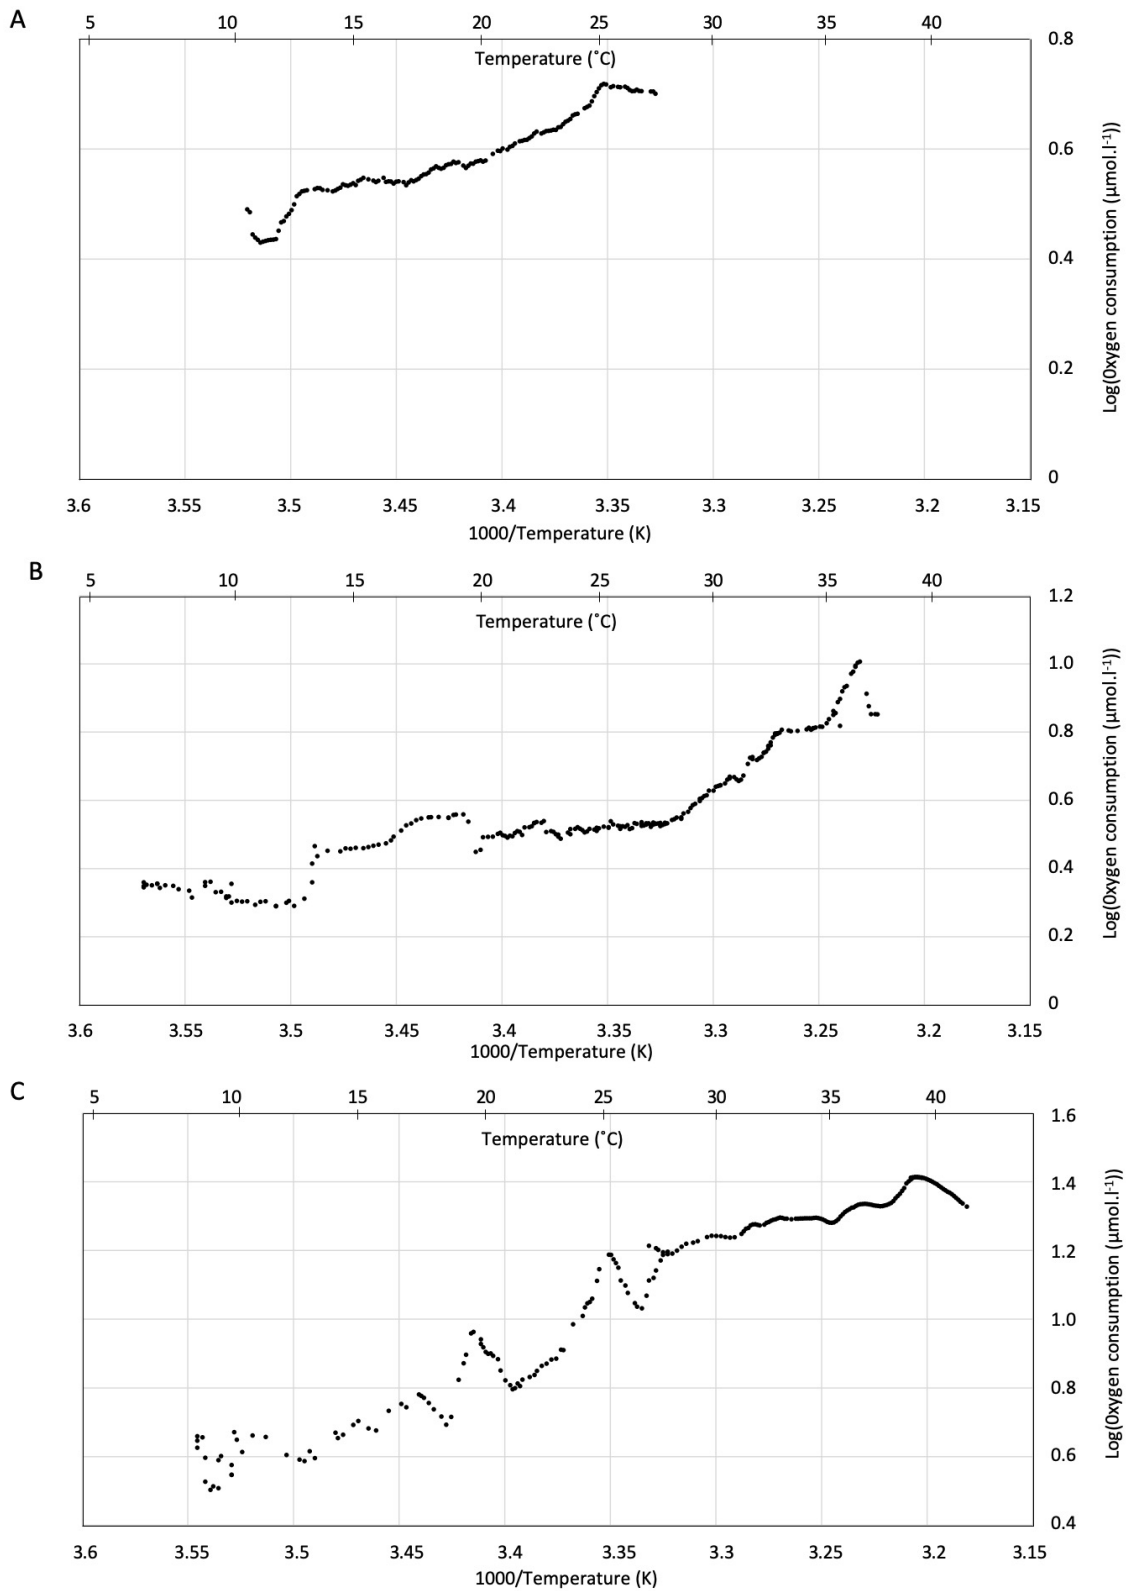 A
5 10 15 20 25 30 35 40
Temperature (˚C)
0.8
0.6
0.4
0.2
0
Log(0xygen consumption (µmol.l-1))
3.6 3.55 3.5 3.45 3.4 3.35 3.3 3.25 3.2 3.15
1000/Temperature (K)
B
5 10 15 20 25 30 35 40
Temperature (˚C)
1.2
1.0
0.8
0.6
0.4
0.2
0
Log(0xygen consumption (µmol.l-1))
3.6 3.55 3.5 3.45 3.4 3.35 3.3 3.25 3.2 3.15
1000/Temperature (K)
C
5 10 15 20 25 30 35 40
Temperature (˚C)
1.6
1.4
1.2
1.0
0.8
0.6
0.4
Log(0xygen consumption (µmol.l-1))
3.6 3.55 3.5 3.45 3.4 3.35 3.3 3.25 3.2 3.15
1000/Temperature (K)